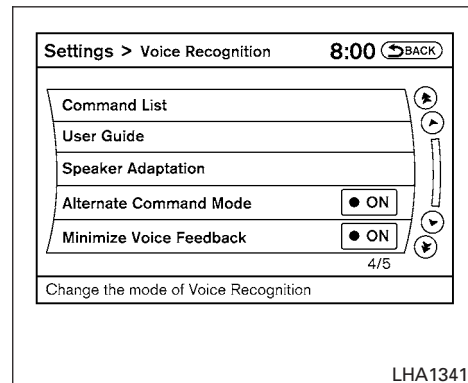 Settings > Voice Recognition 8:00 BACK
Command List
User Guide
Speaker Adaptation
Alternate Command Mode ON
Minimize Voice Feedback ON
4/5
Change the mode of Voice Recognition
LHA1341